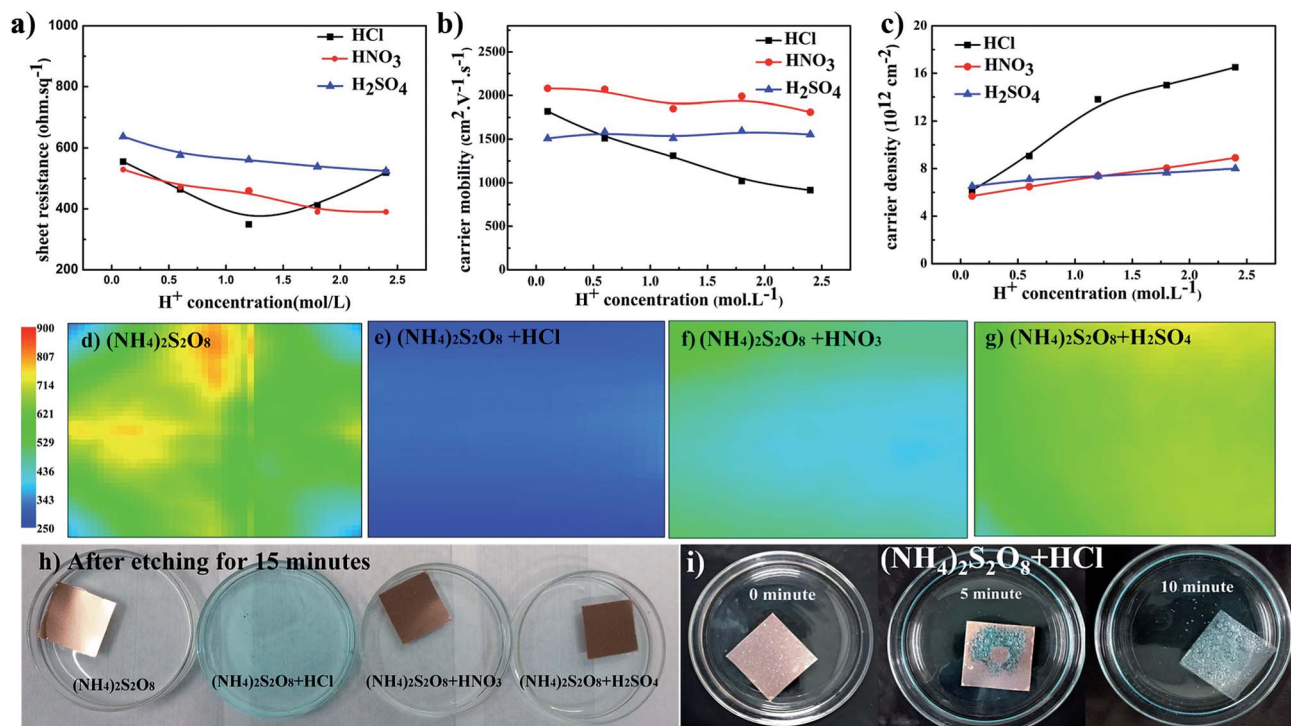 a)
1000
800
600
400
200
0.0 0.5 1.0 1.5 2.0 2.5
sheet resistance (ohm.sq⁻¹)
H⁺ concentration(mol/L)
HCl
HNO₃
H₂SO₄
b)
2500
2250
2000
1750
1500
1250
1000
750
500
250
0
0.0 0.5 1.0 1.5 2.0 2.5
carrier mobility (cm².V⁻¹.s⁻¹)
H⁺ concentration (mol.L⁻¹)
HCl
HNO₃
H₂SO₄
c)
20
16
12
8
4
0
0.0 0.5 1.0 1.5 2.0 2.5
carrier density (10¹² cm⁻²)
H⁺ concentration (mol.L⁻¹)
HCl
HNO₃
H₂SO₄
900
807
714
621
529
436
343
250
d) (NH₄)₂S₂O₈
e) (NH₄)₂S₂O₈ +HCl
f) (NH₄)₂S₂O₈ +HNO₃
g) (NH₄)₂S₂O₈+H₂SO₄
h) After etching for 15 minutes
(NH₄)₂S₂O₈
(NH₄)₂S₂O₈+HCl
(NH₄)₂S₂O₈+HNO₃
(NH₄)₂S₂O₈+H₂SO₄
i)
(NH₄)₂S₂O₈+HCl
0 minute
5 minute
10 minute